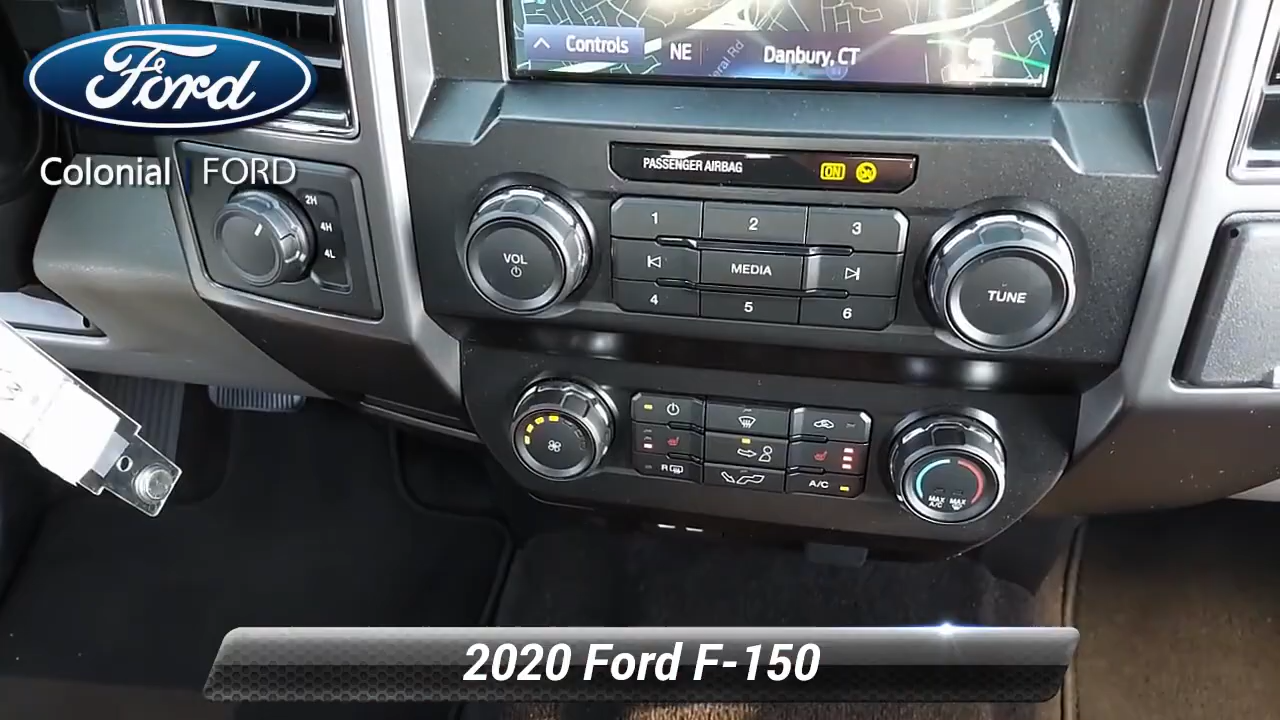 Ford
Colonial | FORD
Controls
NE
Danbury, CT
PASSENGER AIRBAG ON
2H
4H
4L
VOL
1 2 3
MEDIA
4 5 6
TUNE
R
A/C
MAX A/C
MAX
2020 Ford F-150